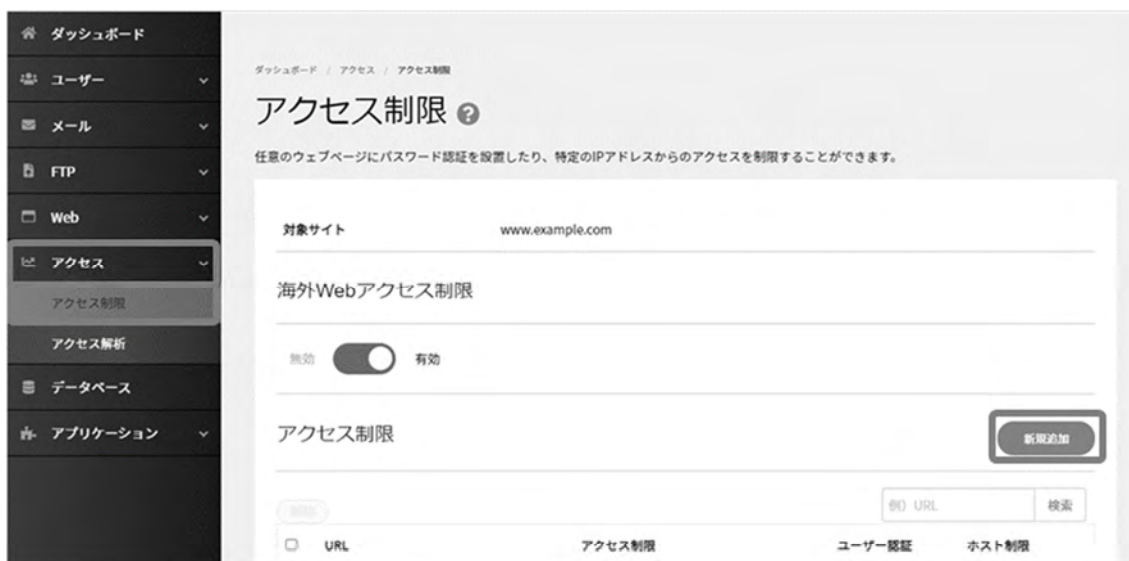 ダッシュボード
ユーザー
メール
FTP
Web
アクセス
アクセス制限
アクセス解析
データベース
アプリケーション
ダッシュボード / アクセス / アクセス制限
アクセス制限 ?
任意のウェブページにパスワード認証を設置したり、特定のIPアドレスからのアクセスを制限することができます。
対象サイト www.example.com
海外Webアクセス制限
無効 有効
アクセス制限 新規追加
削除
例）URL 検索
URL アクセス制限 ユーザー認証 ホスト制限